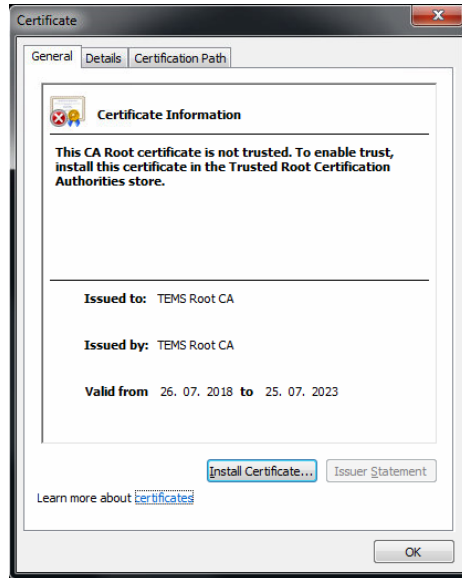 Certificate
General Details Certification Path
Certificate Information
This CA Root certificate is not trusted. To enable trust,
install this certificate in the Trusted Root Certification
Authorities store.
Issued to: TEMS Root CA
Issued by: TEMS Root CA
Valid from 26. 07. 2018 to 25. 07. 2023
Install Certificate... Issuer Statement
Learn more about certificates
OK